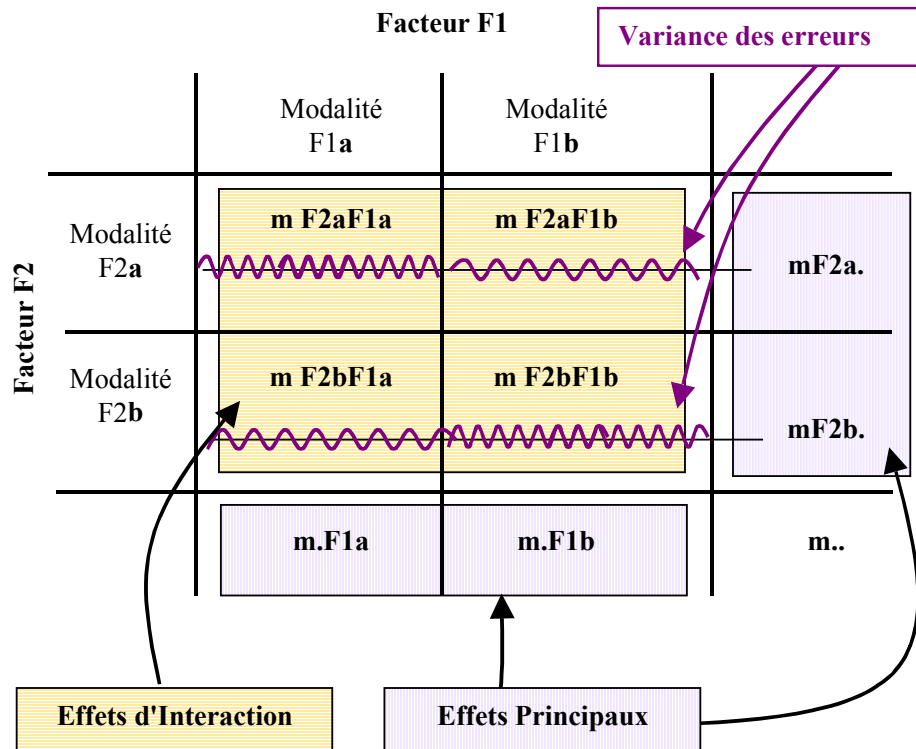 Facteur F1
Variance des erreurs
Modalité
F1a
Modalité
F1b
Facteur F2
Modalité
F2a
m F2aF1a
m F2aF1b
mF2a.
Modalité
F2b
m F2bF1a
m F2bF1b
mF2b.
m.F1a
m.F1b
m..
Effets d'Interaction
Effets Principaux